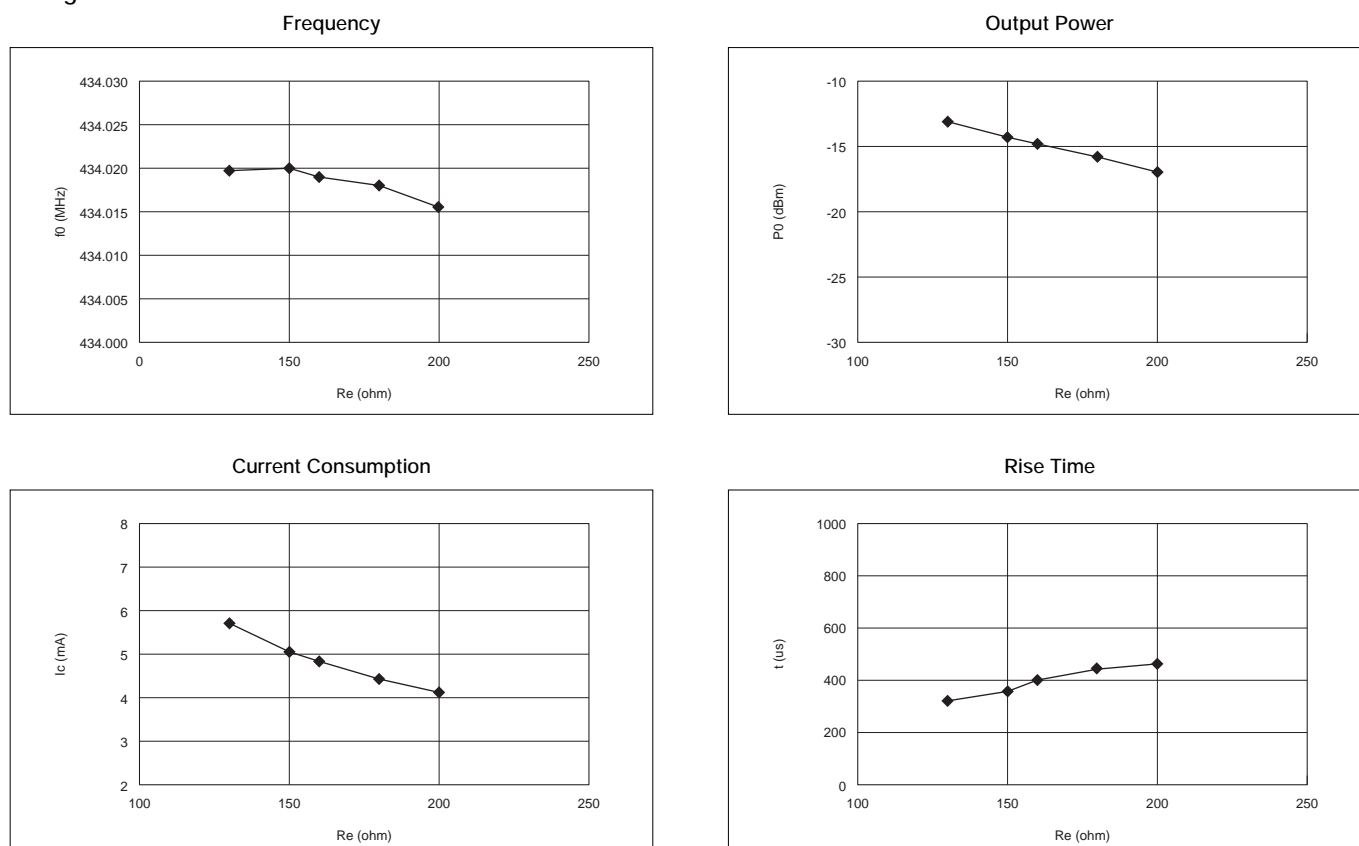 Frequency
434.030
434.025
434.020
434.015
434.010
434.005
434.000
0 150 200 250
f0 (MHz)
Re (ohm)
Output Power
-10
-15
-20
-25
-30
100 150 200 250
P0 (dBm)
Re (ohm)
Current Consumption
8
7
6
5
4
3
2
100 150 200 250
Ic (mA)
Re (ohm)
Rise Time
1000
800
600
400
200
0
100 150 200 250
t (us)
Re (ohm)